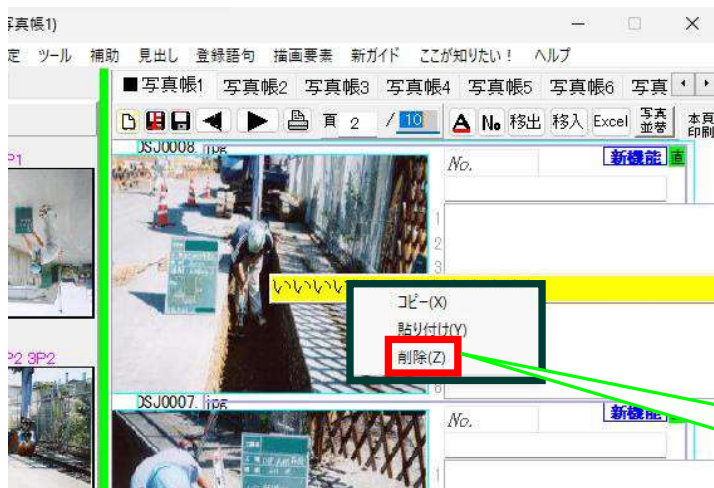 写真帳1)
定 ツール 補助 見出し 登録語句 描画要素 新ガイド ここが知りたい! ヘルプ
■写真帳1 写真帳2 写真帳3 写真帳4 写真帳5 写真帳6 写真
頁 2 / 10 A No 移出 移入 Excel 写真並替 本頁印刷
P1
DSJ0008. jpg
No.
新機能 直
1
2
3
いいいい
コピー(X)
貼り付け(Y)
削除(Z)
8
P2 3P2
DSJ0007. jpg
No.
新機能
1